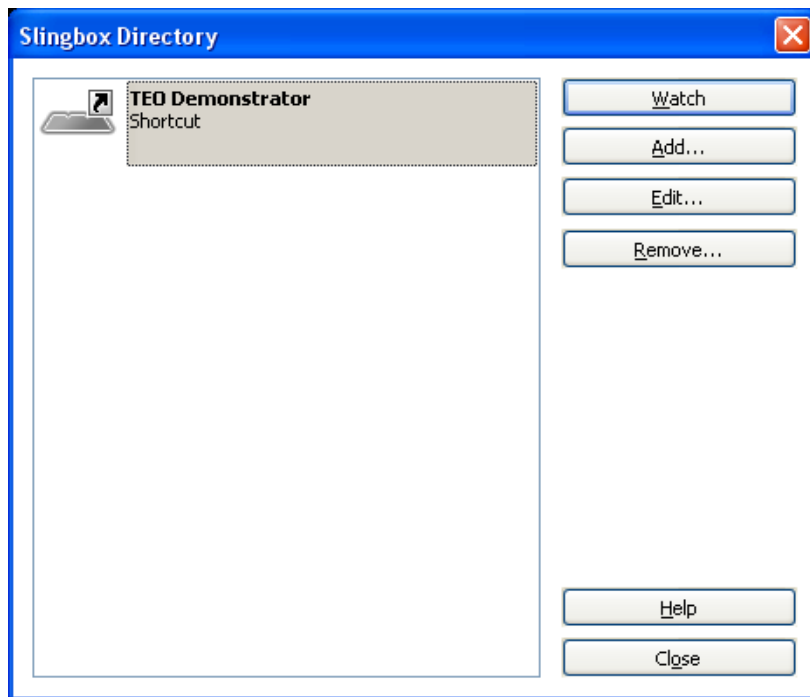 Slingbox Directory
TEO Demonstrator
Shortcut
Watch
Add...
Edit...
Remove...
Help
Close